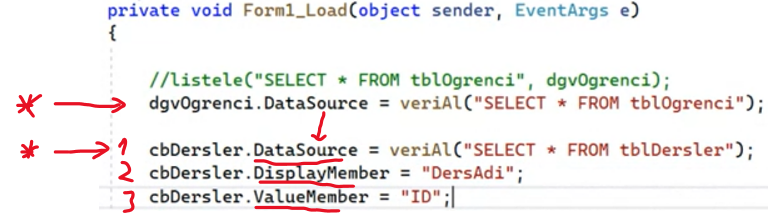 private void Form1_Load(object sender, EventArgs e)
{
//listele("SELECT * FROM tblOgrenci", dgvOgrenci);
* → dgvOgrenci.DataSource = veriAl("SELECT * FROM tblOgrenci");
* → 1 cbDersler.DataSource = veriAl("SELECT * FROM tblDersler");
2 cbDersler.DisplayMember = "DersAdi";
3 cbDersler.ValueMember = "ID";